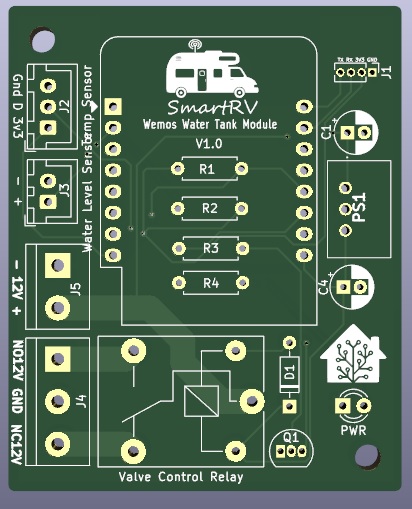 TX RX 3V3 GND
J1
SmartRV
Wemos Water Tank Module
V1.0
Temp Sensor
Gnd D 3v3
J2
Water Level Sens
- +
J3
C1 +
R1
R2
R3
R4
PS1
- 12V +
J5
C4 +
NO12V GND NC12V
J4
D1
Q1
PWR
Valve Control Relay